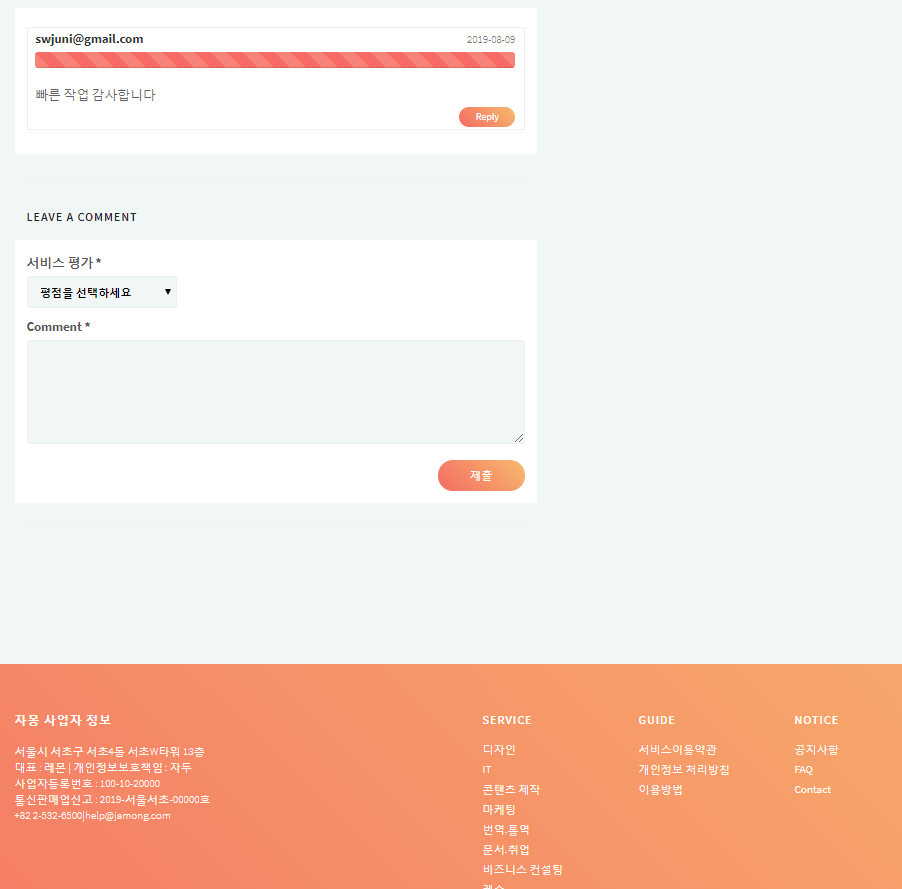 swjuni@gmail.com
2019-08-09
빠른 작업 감사합니다
Reply
LEAVE A COMMENT
서비스 평가 *
평점을 선택하세요
Comment *
제출
자몽 사업자 정보
서울시 서초구 서초4동 서초W타워 13층
대표 : 레몬 | 개인정보보호책임 : 자두
사업자등록번호 : 100-10-20000
통신판매업신고 : 2019-서울서초-00000호
+82 2-532-6500|help@jamong.com
SERVICE
디자인
IT
콘텐츠 제작
마케팅
번역.통역
문서.취업
비즈니스 컨설팅
레슨
GUIDE
서비스이용약관
개인정보 처리방침
이용방법
NOTICE
공지사항
FAQ
Contact